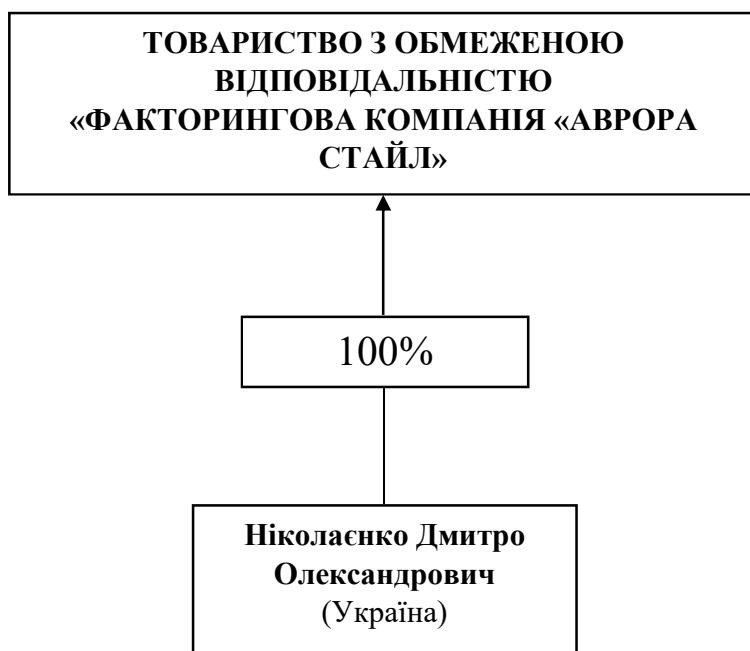 ТОВАРИСТВО З ОБМЕЖЕНОЮ
ВІДПОВІДАЛЬНІСТЮ
«ФАКТОРИНГОВА КОМПАНІЯ «АВРОРА
СТАЙЛ»
100%
Ніколаєнко Дмитро
Олександрович
(Україна)